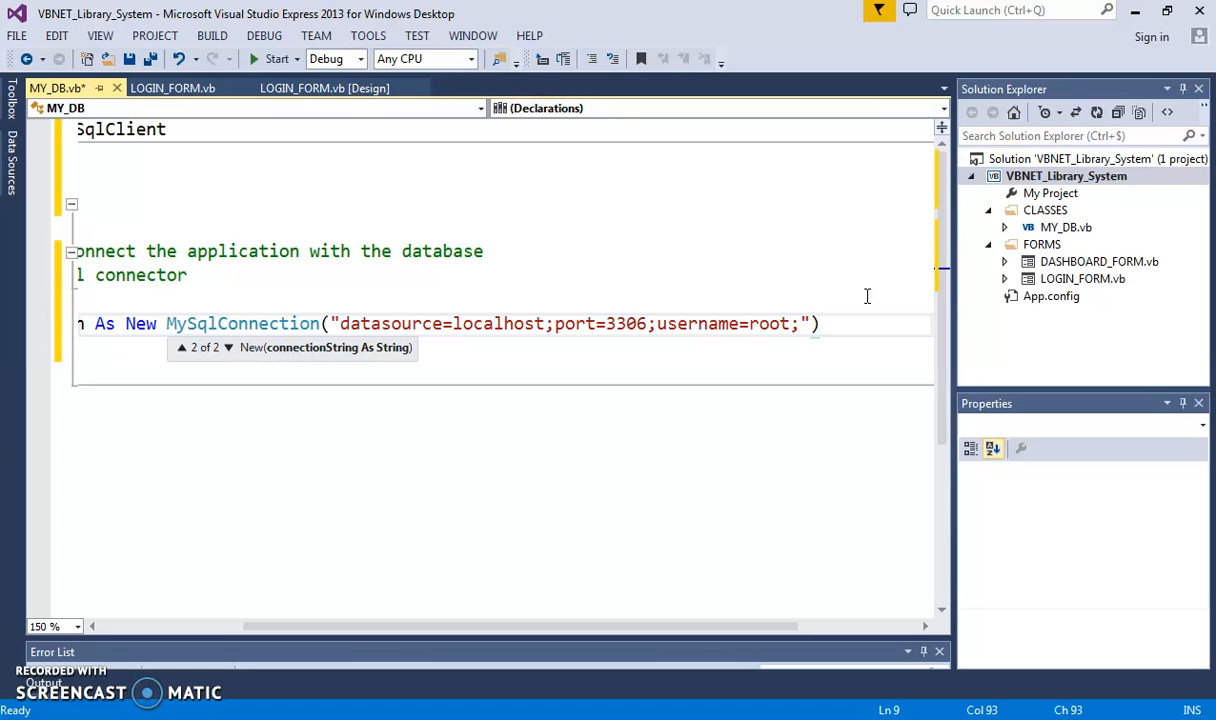 VBNET_Library_System - Microsoft Visual Studio Express 2013 for Windows Desktop
Quick Launch (Ctrl+Q)
FILE EDIT VIEW PROJECT BUILD DEBUG TEAM TOOLS TEST WINDOW HELP
Sign in
Start Debug Any CPU
Toolbox
Data Sources
MY_DB.vb* LOGIN_FORM.vb LOGIN_FORM.vb [Design]
MY_DB (Declarations)
SqlClient
onnect the application with the database
l connector
n As New MySqlConnection("datasource=localhost;port=3306;username=root;")
2 of 2 New(connectionString As String)
150 %
Error List
Output
Solution Explorer
Search Solution Explorer (Ctrl+$)
Solution 'VBNET_Library_System' (1 project)
VBNET_Library_System
My Project
CLASSES
MY_DB.vb
FORMS
DASHBOARD_FORM.vb
LOGIN_FORM.vb
App.config
Properties
RECORDED WITH
SCREENCAST MATIC
Ln 9 Col 93 Ch 93 INS